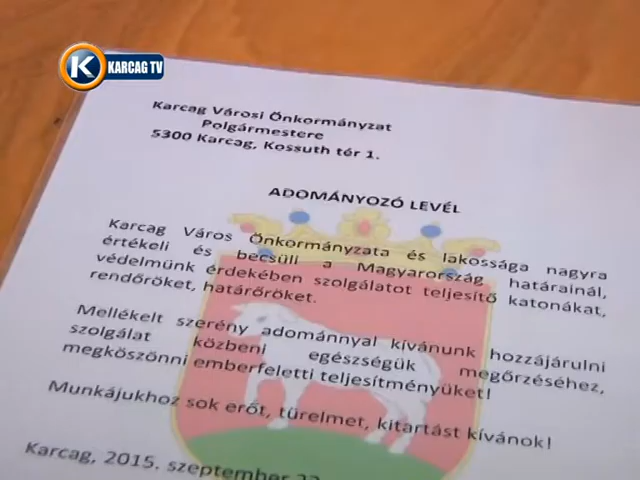 K KARCAG TV
Karcag Városi Önkormányzat
Polgármestere
5300 Karcag, Kossuth tér 1.
ADOMÁNYOZÓ LEVÉL
Karcag Város Önkormányzata és lakossága nagyra
értékeli és becsüli a Magyarország határainál,
védelmünk érdekében szolgálatot teljesítő katonákat,
rendőröket, határőröket.
Mellékelt szerény adománnyal kívánunk hozzájárulni
szolgálat közbeni egészségük megőrzéséhez,
megköszönni emberfeletti teljesítményüket!
Munkájukhoz sok erőt, türelmet, kitartást kívánok!
Karcag, 2015. szeptember